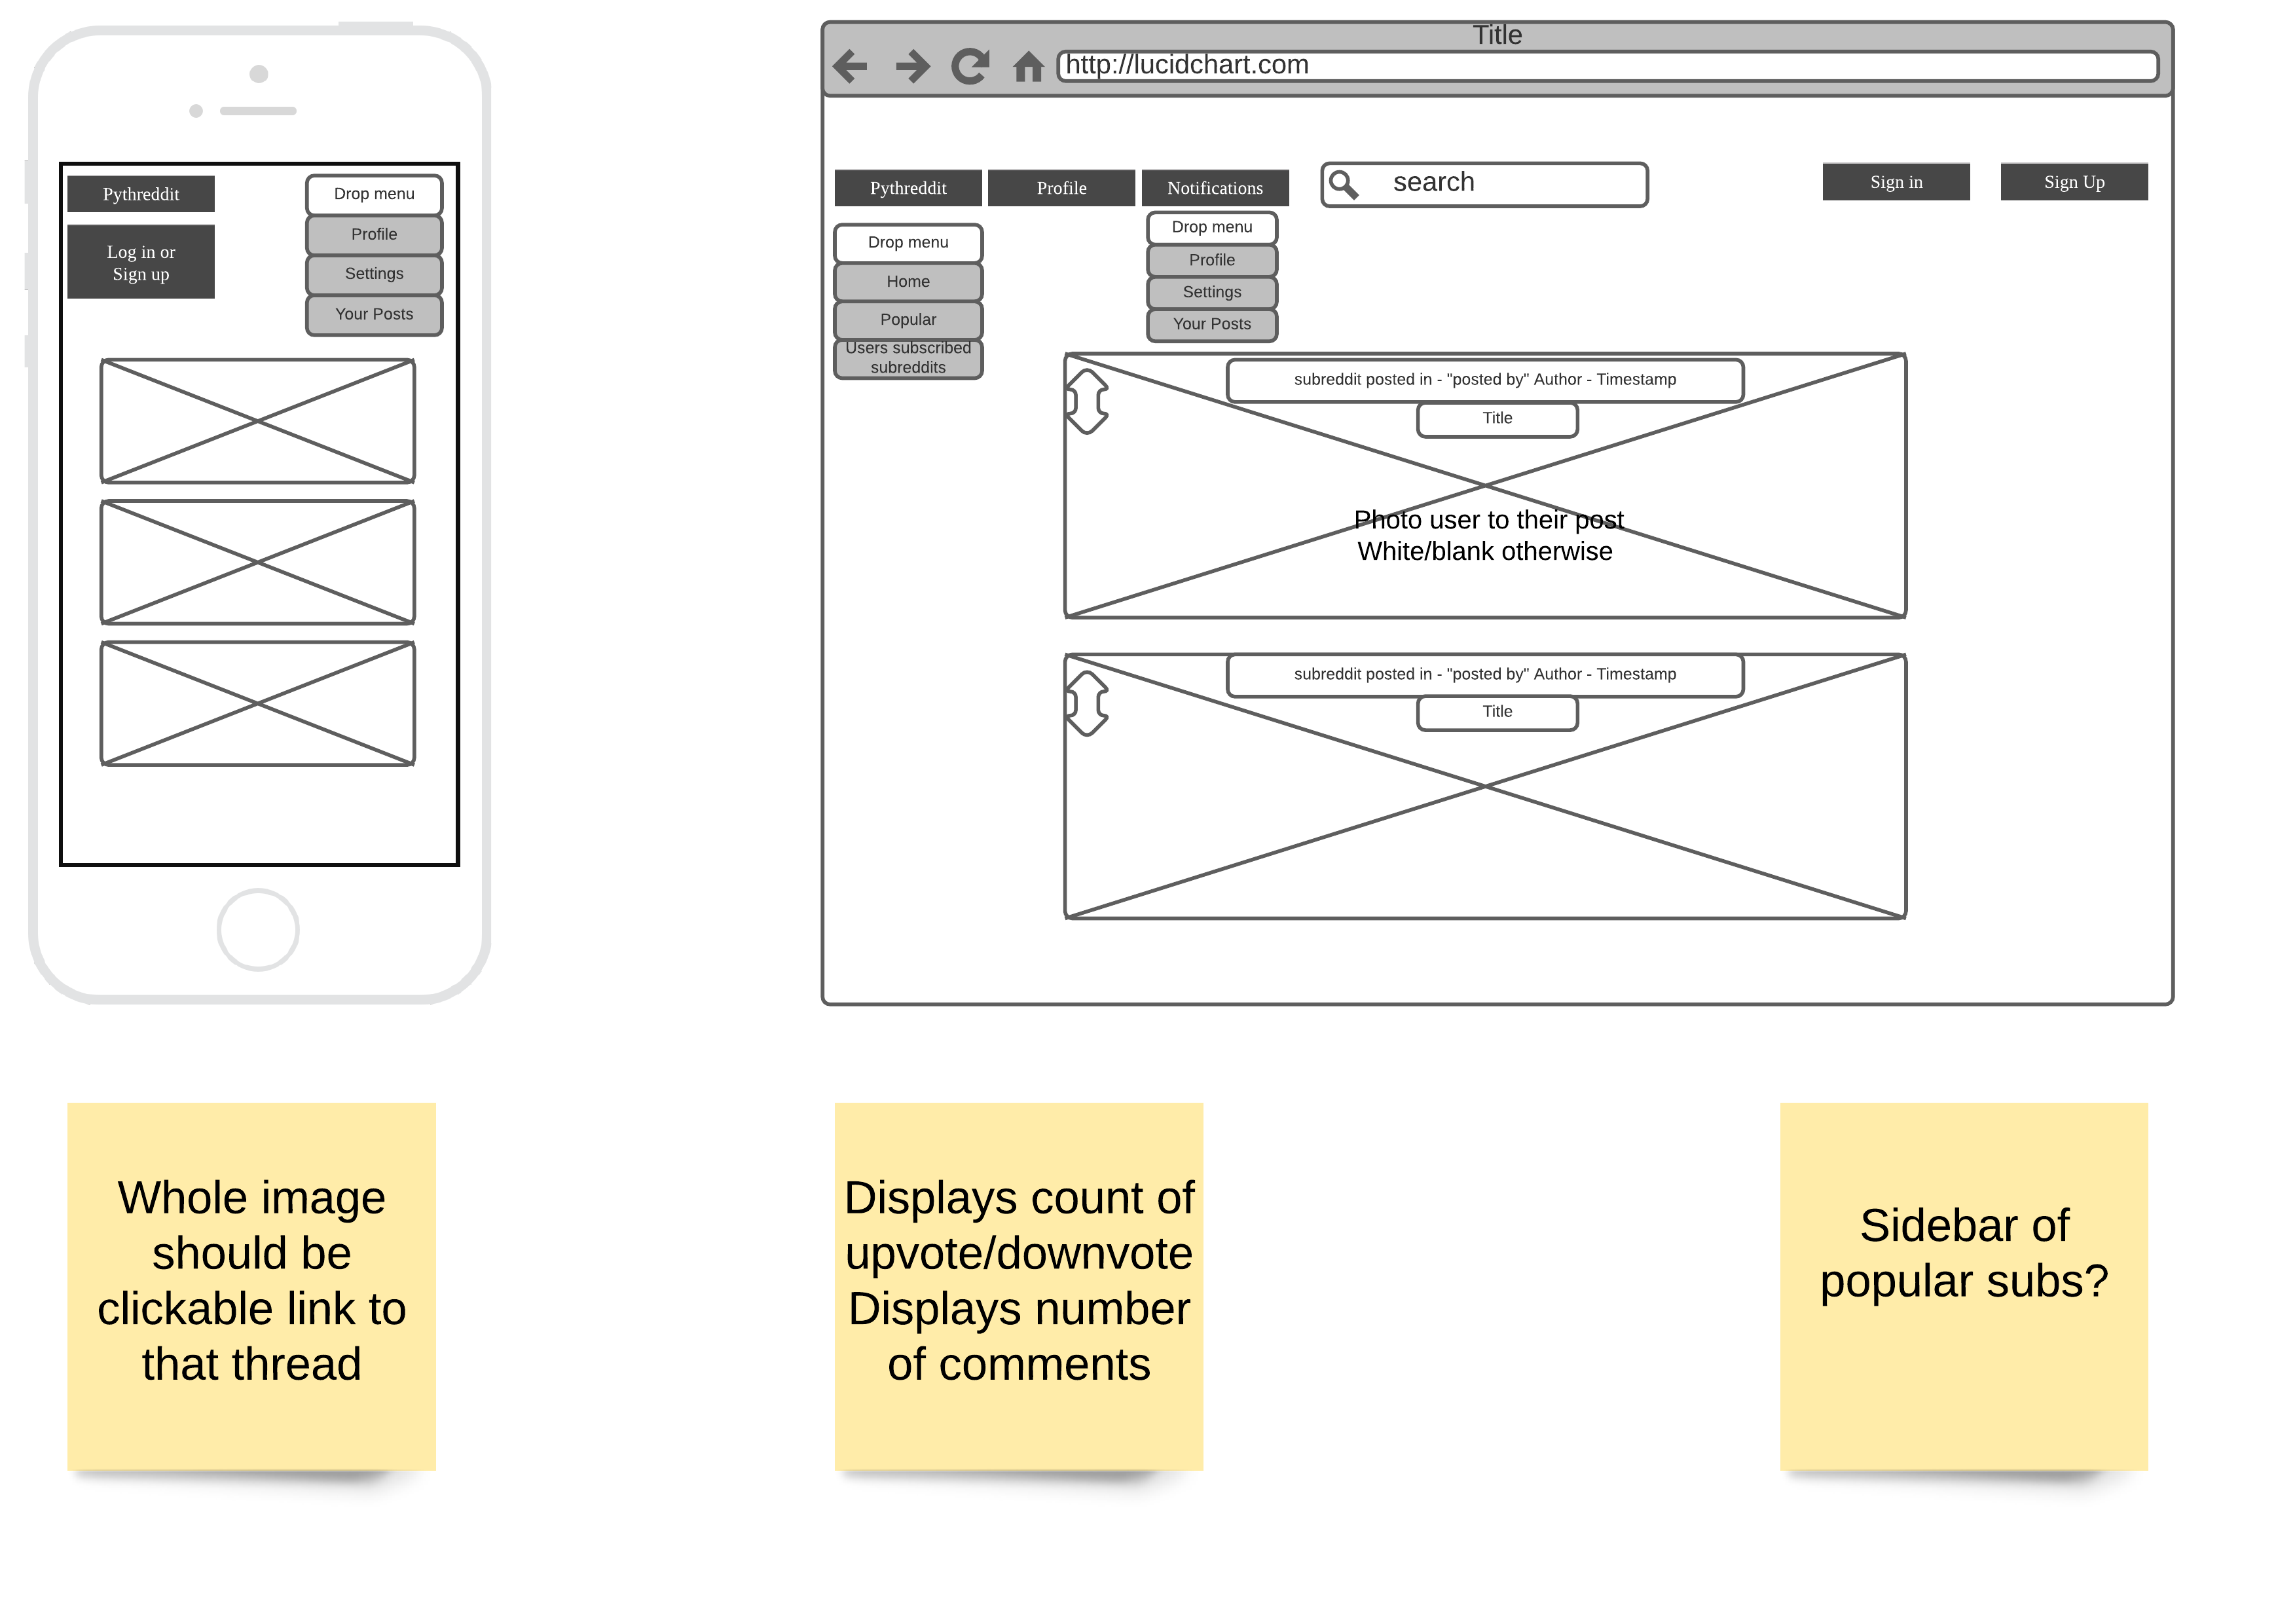 Pythreddit
Log in or
Sign up
Drop menu
Profile
Settings
Your Posts
Title
http://lucidchart.com
Pythreddit
Profile
Notifications
search
Sign in
Sign Up
Drop menu
Home
Popular
Users subscribed
subreddits
Drop menu
Profile
Settings
Your Posts
subreddit posted in - "posted by" Author - Timestamp
Title
Photo user to their post
White/blank otherwise
subreddit posted in - "posted by" Author - Timestamp
Title
Whole image
should be
clickable link to
that thread
Displays count of
upvote/downvote
Displays number
of comments
Sidebar of
popular subs?